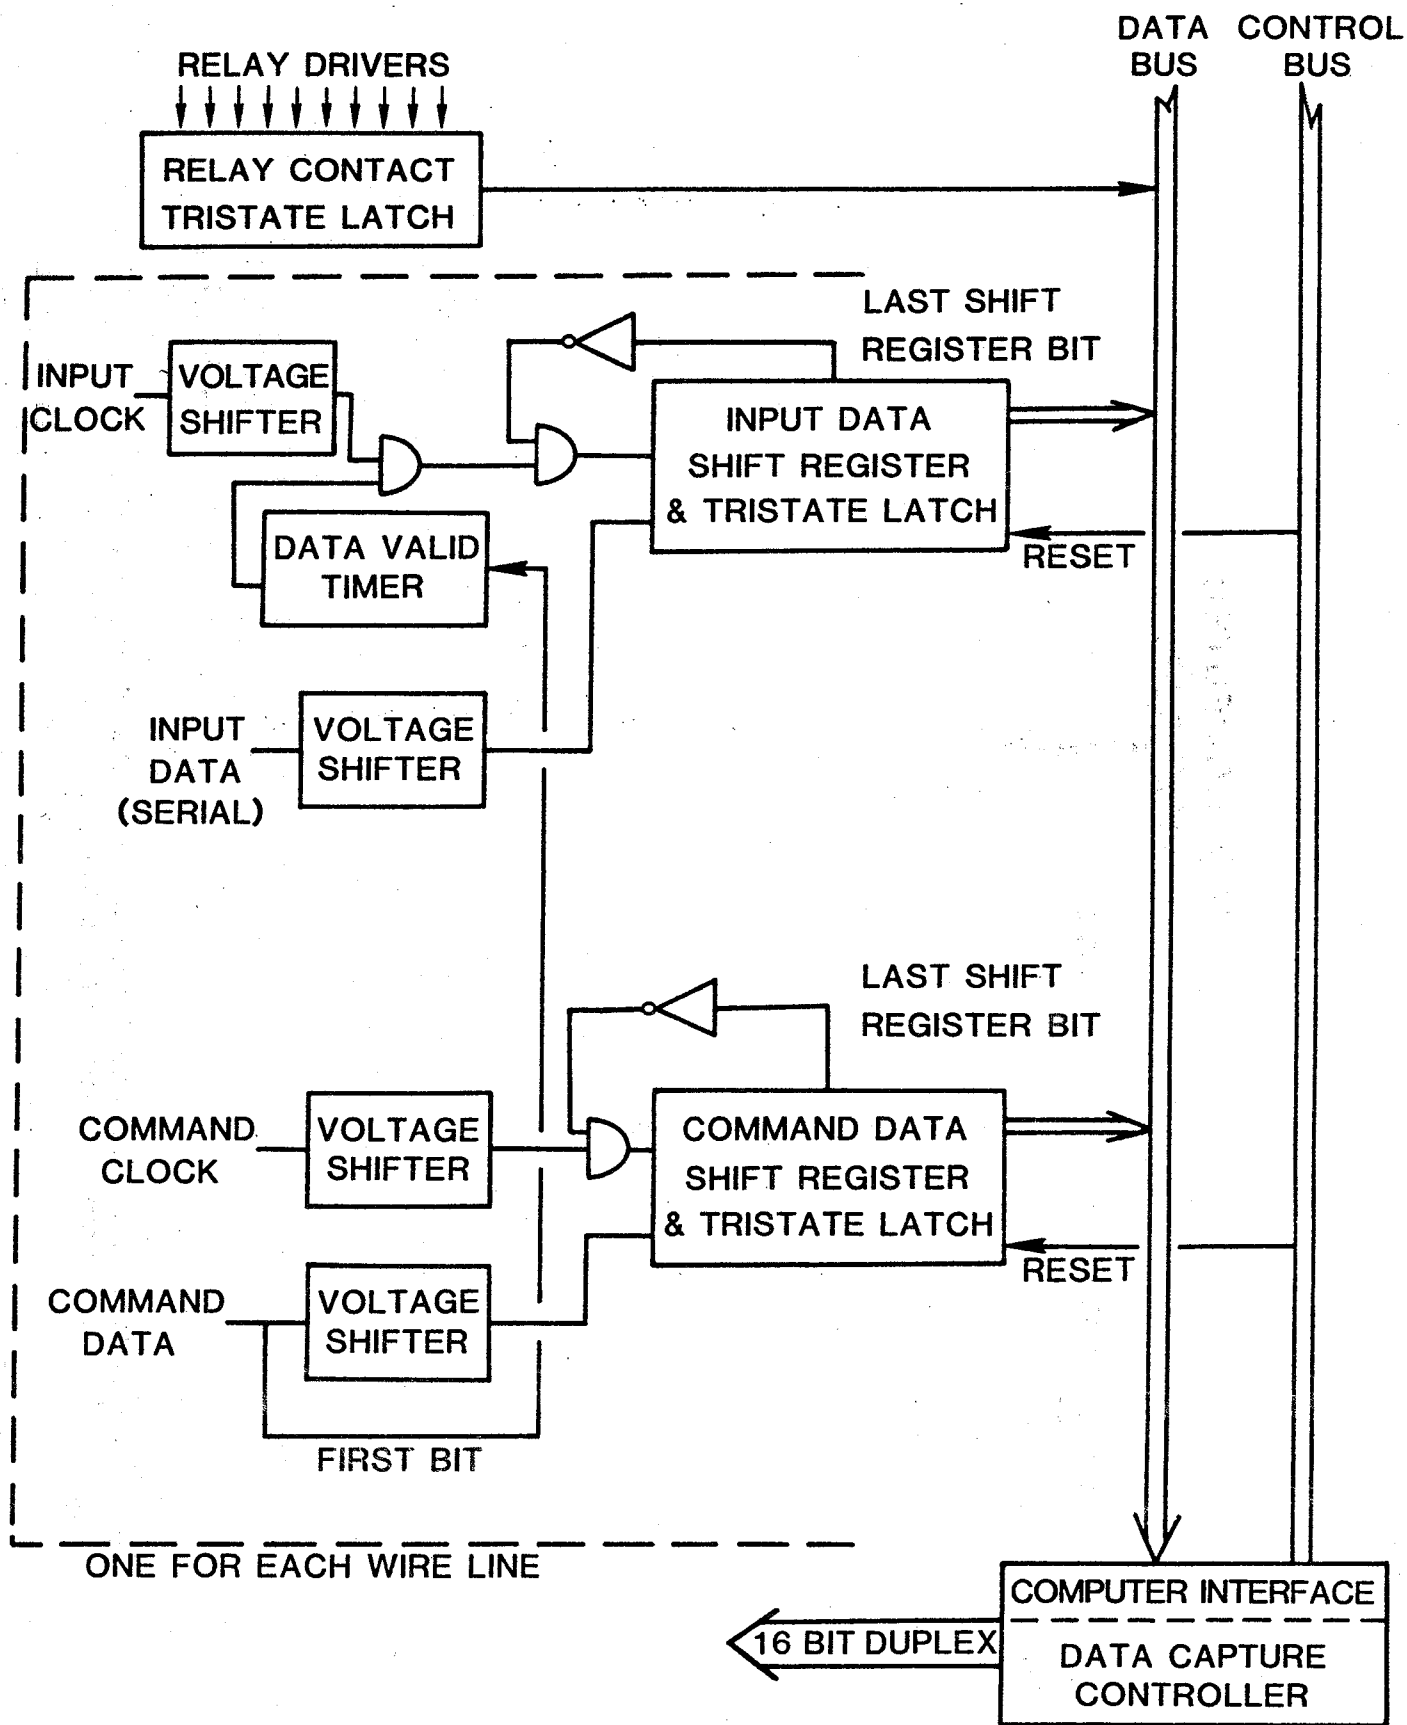 DATA BUS
CONTROL BUS
RELAY DRIVERS
RELAY CONTACT
TRISTATE LATCH
LAST SHIFT
REGISTER BIT
INPUT
CLOCK
VOLTAGE
SHIFTER
INPUT DATA
SHIFT REGISTER
& TRISTATE LATCH
DATA VALID
TIMER
RESET
INPUT
DATA
(SERIAL)
VOLTAGE
SHIFTER
LAST SHIFT
REGISTER BIT
COMMAND
CLOCK
VOLTAGE
SHIFTER
COMMAND DATA
SHIFT REGISTER
& TRISTATE LATCH
RESET
COMMAND
DATA
VOLTAGE
SHIFTER
FIRST BIT
ONE FOR EACH WIRE LINE
COMPUTER INTERFACE
16 BIT DUPLEX
DATA CAPTURE
CONTROLLER